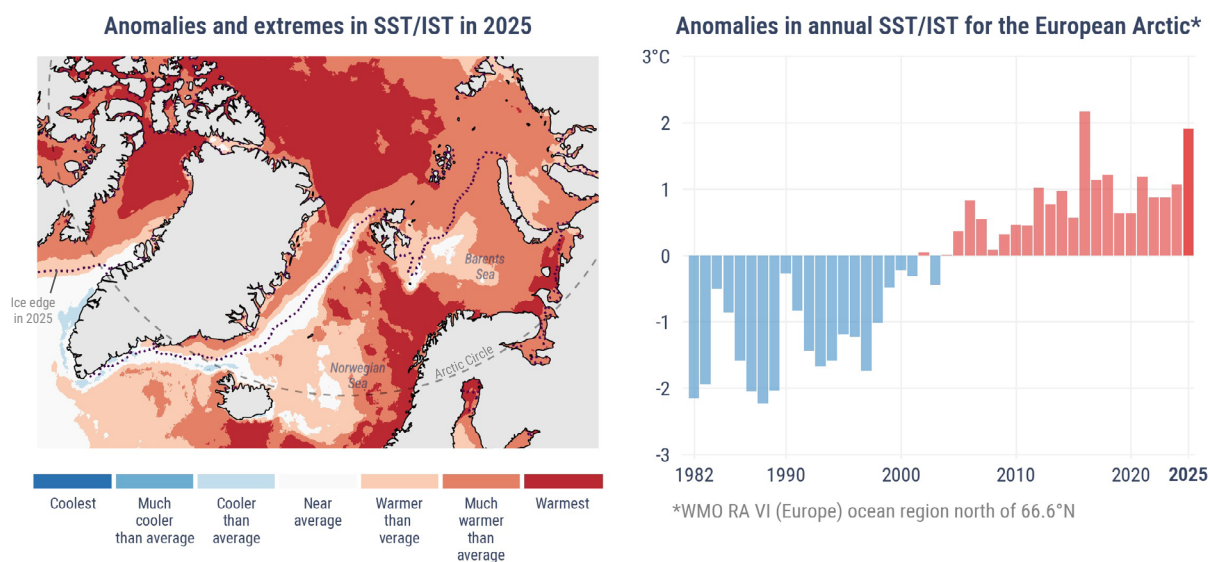 Anomalies and extremes in SST/IST in 2025
Ice edge
in 2025
Barents
Sea
Norwegian
Sea
Arctic Circle
Coolest
Much
cooler
than average
Cooler
than
average
Near
average
Warmer
than
verage
Much
warmer
than
average
Warmest
Anomalies in annual SST/IST for the European Arctic*
3°C
2
1
0
-1
-2
-3
1982
1990
2000
2010
2020
2025
*WMO RA VI (Europe) ocean region north of 66.6°N